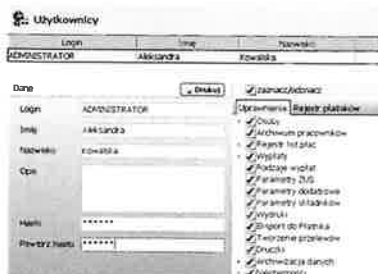 Użytkownicy
Login Imię Nazwisko
ADMINISTRATOR Aleksandra Kowalska
Dane Drukuj zaznacz/odznacz
Uprawnienia Rejestr płatników
Login ADMINISTRATOR
Imię Aleksandra
Nazwisko Kowalska
Opis
Hasło ******
Powtórz hasło ******
Osoby
Archiwum pracowników
Rejestr list płac
Wypłaty
Rodzaje wypłat
Parametry ZUS
Parametry dodatkowe
Parametry składników
Wydruki
Eksport do Płatnika
Tworzenie przelewów
Druczki
Archiwizacja danych